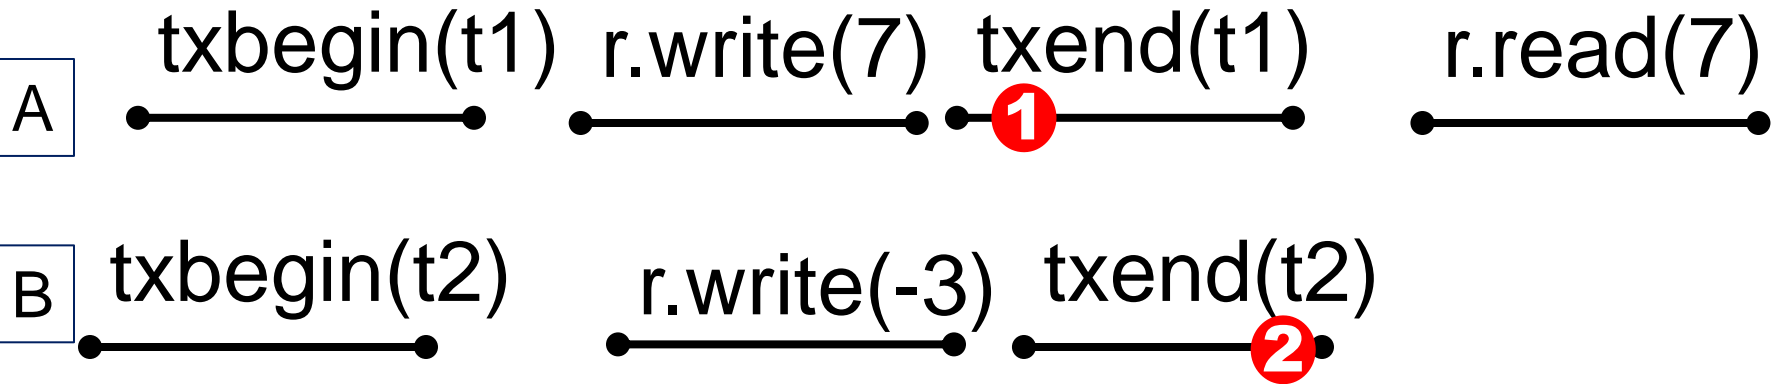 txbegin(t1) r.write(7) txend(t1) r.read(7)
A
1
txbegin(t2) r.write(-3) txend(t2)
B
2